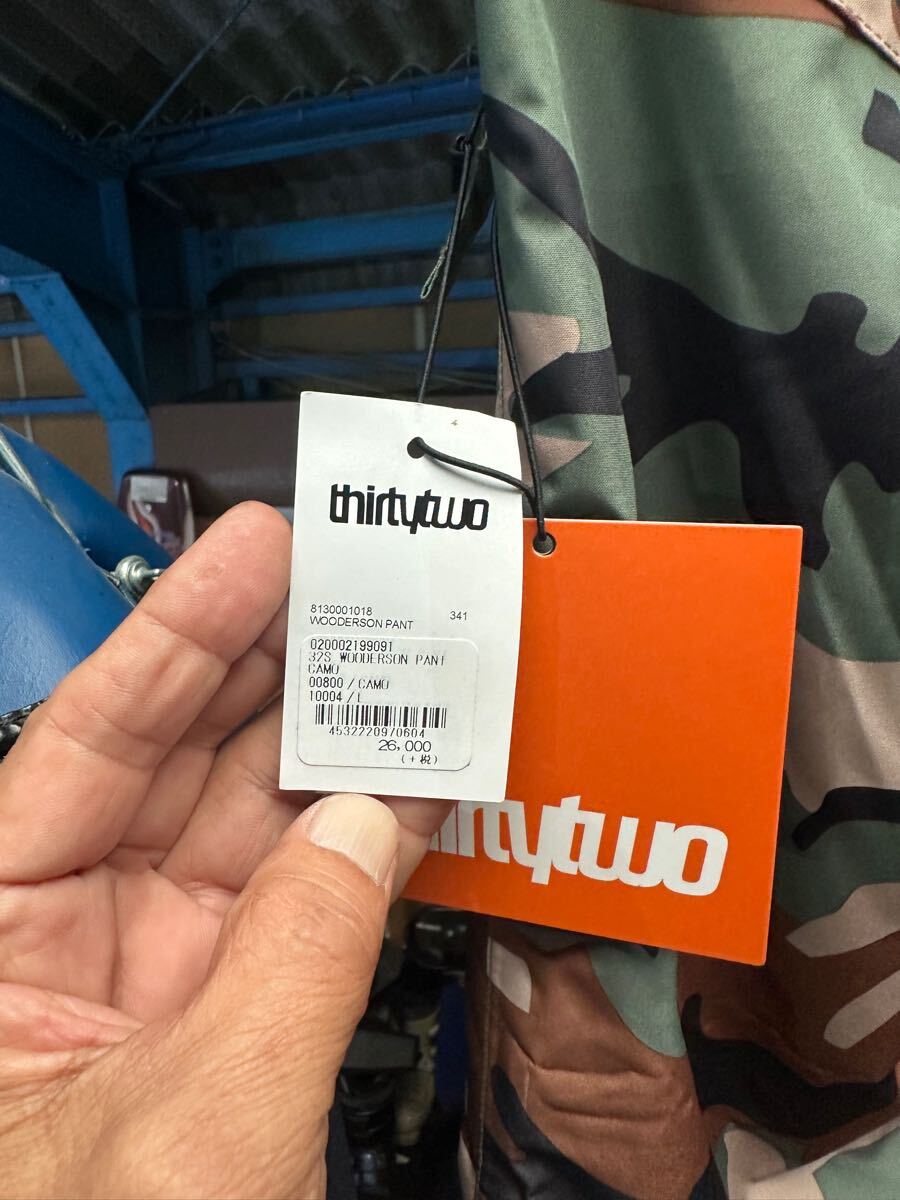 thirtytwo
8130001018 341
WOODERSON PANT
020002199091
32S WOODERSON PANT
CAMO
00800 / CAMO
10004 / L
4532220970604
26,000
(+税)
thirtytwo